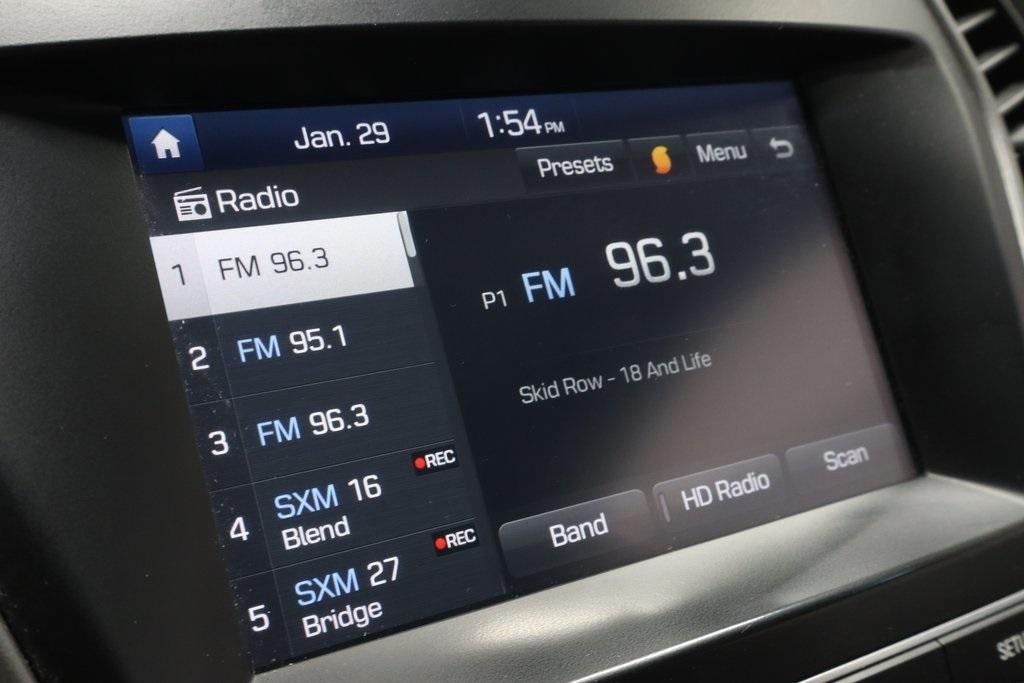 Jan. 29
1:54 PM
Radio
Presets
Menu
1 FM 96.3
2 FM 95.1
3 FM 96.3
4 SXM 16 REC
Blend
5 SXM 27 REC
Bridge
P1 FM 96.3
Skid Row - 18 And Life
Band
HD Radio
Scan